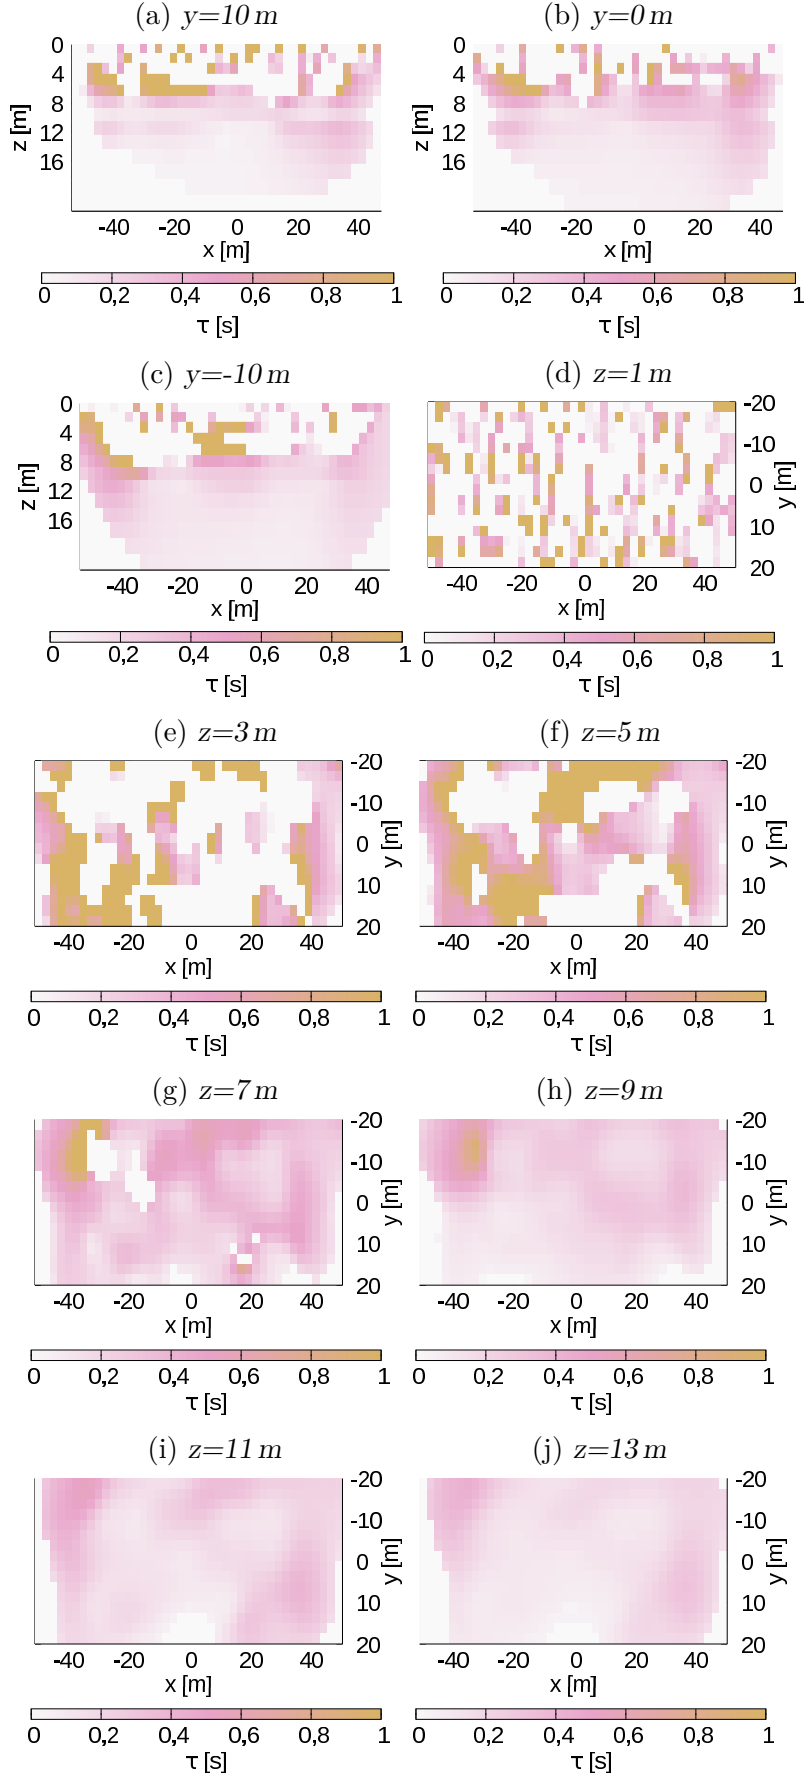 (a) y=10 m
(b) y=0 m
0
4
8
12
16
z [m]
-40 -20 0 20 40
x [m]
0 0,2 0,4 0,6 0,8 1
τ [s]
0
4
8
12
16
z [m]
-40 -20 0 20 40
x [m]
0 0,2 0,4 0,6 0,8 1
τ [s]
(c) y=-10 m
(d) z=1 m
0
4
8
12
16
z [m]
-40 -20 0 20 40
x [m]
0 0,2 0,4 0,6 0,8 1
τ [s]
-20
-10
0
10
20
y [m]
-40 -20 0 20 40
x [m]
0 0,2 0,4 0,6 0,8 1
τ [s]
(e) z=3 m
(f) z=5 m
-20
-10
0
10
20
y [m]
-40 -20 0 20 40
x [m]
0 0,2 0,4 0,6 0,8 1
τ [s]
-20
-10
0
10
20
y [m]
-40 -20 0 20 40
x [m]
0 0,2 0,4 0,6 0,8 1
τ [s]
(g) z=7 m
(h) z=9 m
-20
-10
0
10
20
y [m]
-40 -20 0 20 40
x [m]
0 0,2 0,4 0,6 0,8 1
τ [s]
-20
-10
0
10
20
y [m]
-40 -20 0 20 40
x [m]
0 0,2 0,4 0,6 0,8 1
τ [s]
(i) z=11 m
(j) z=13 m
-20
-10
0
10
20
y [m]
-40 -20 0 20 40
x [m]
0 0,2 0,4 0,6 0,8 1
τ [s]
-20
-10
0
10
20
y [m]
-40 -20 0 20 40
x [m]
0 0,2 0,4 0,6 0,8 1
τ [s]